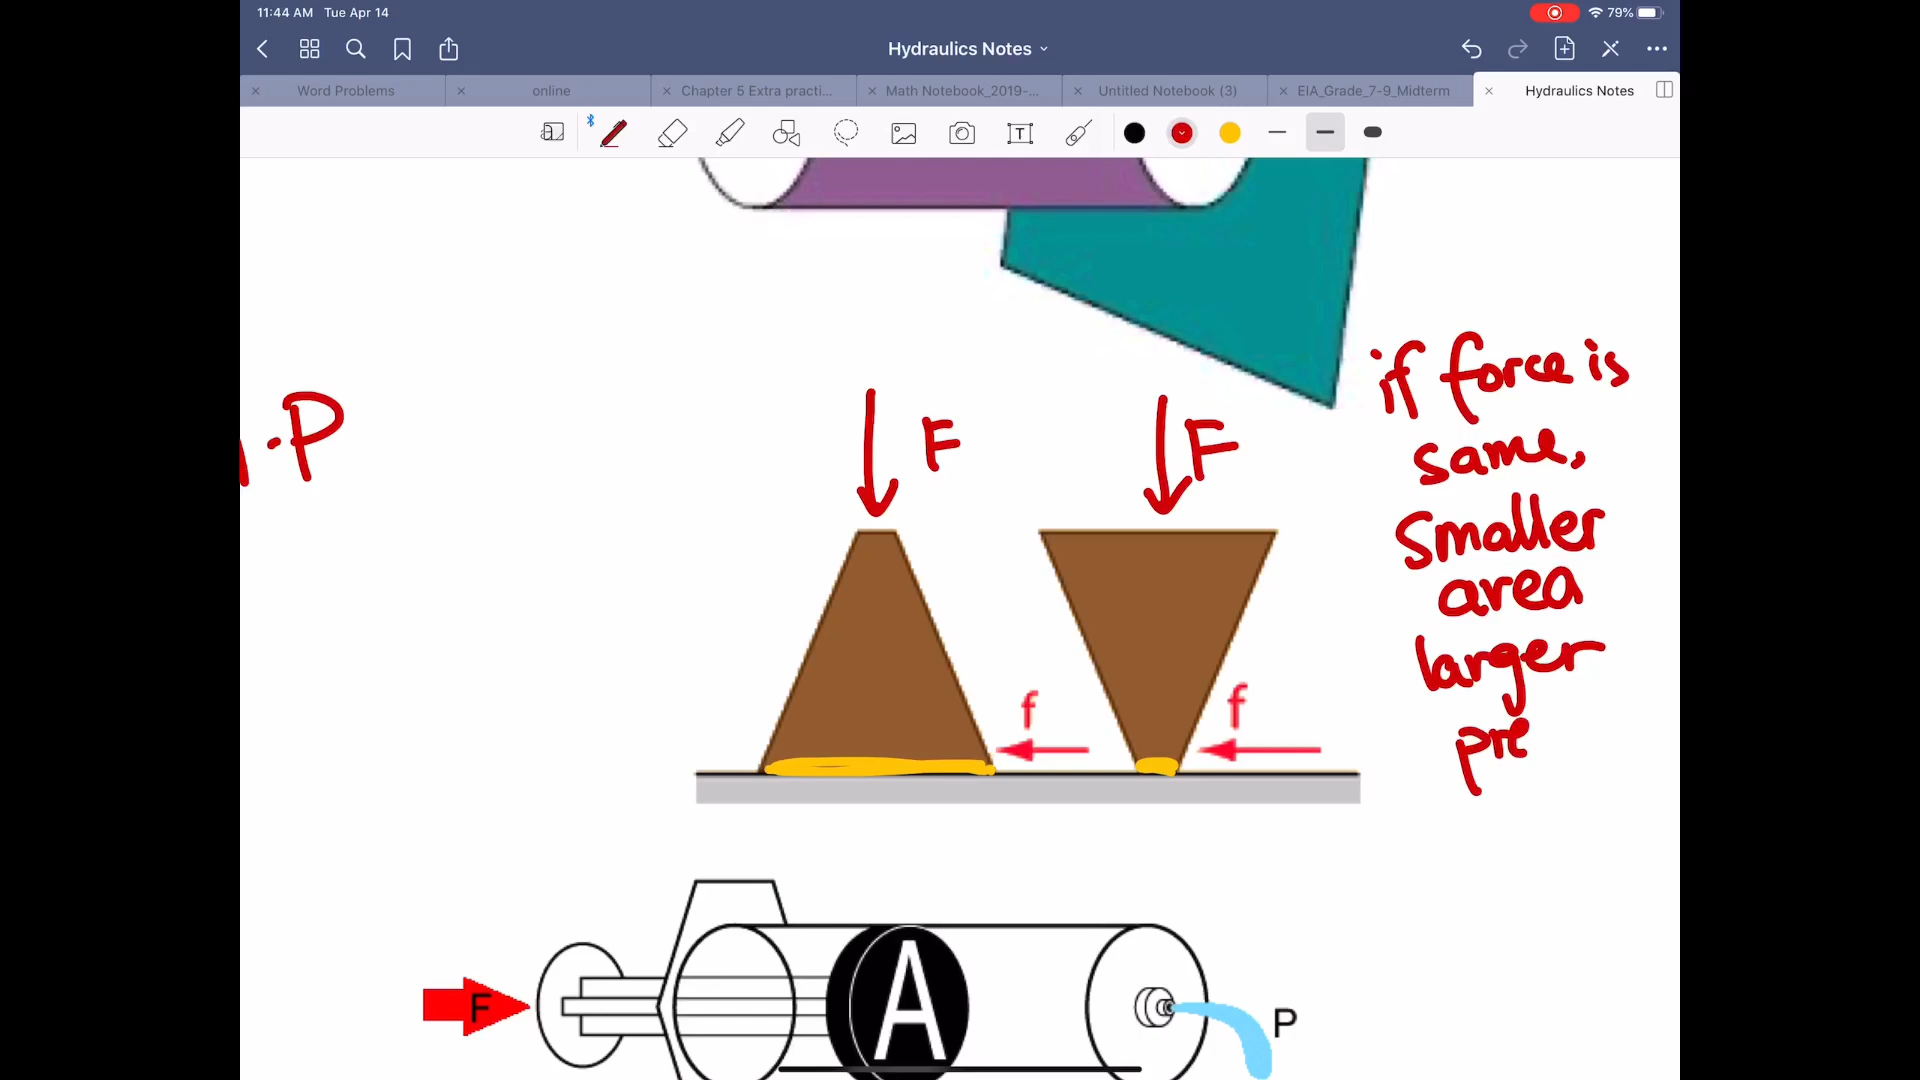 11:44 AM Tue Apr 14
79%
Hydraulics Notes
Word Problems
online
Chapter 5 Extra practi...
Math Notebook_2019-...
Untitled Notebook (3)
EIA_Grade_7-9_Midterm
Hydraulics Notes
a
T
if force is
same,
smaller
area
larger
pre
·P
F
F
f
f
F
A
P